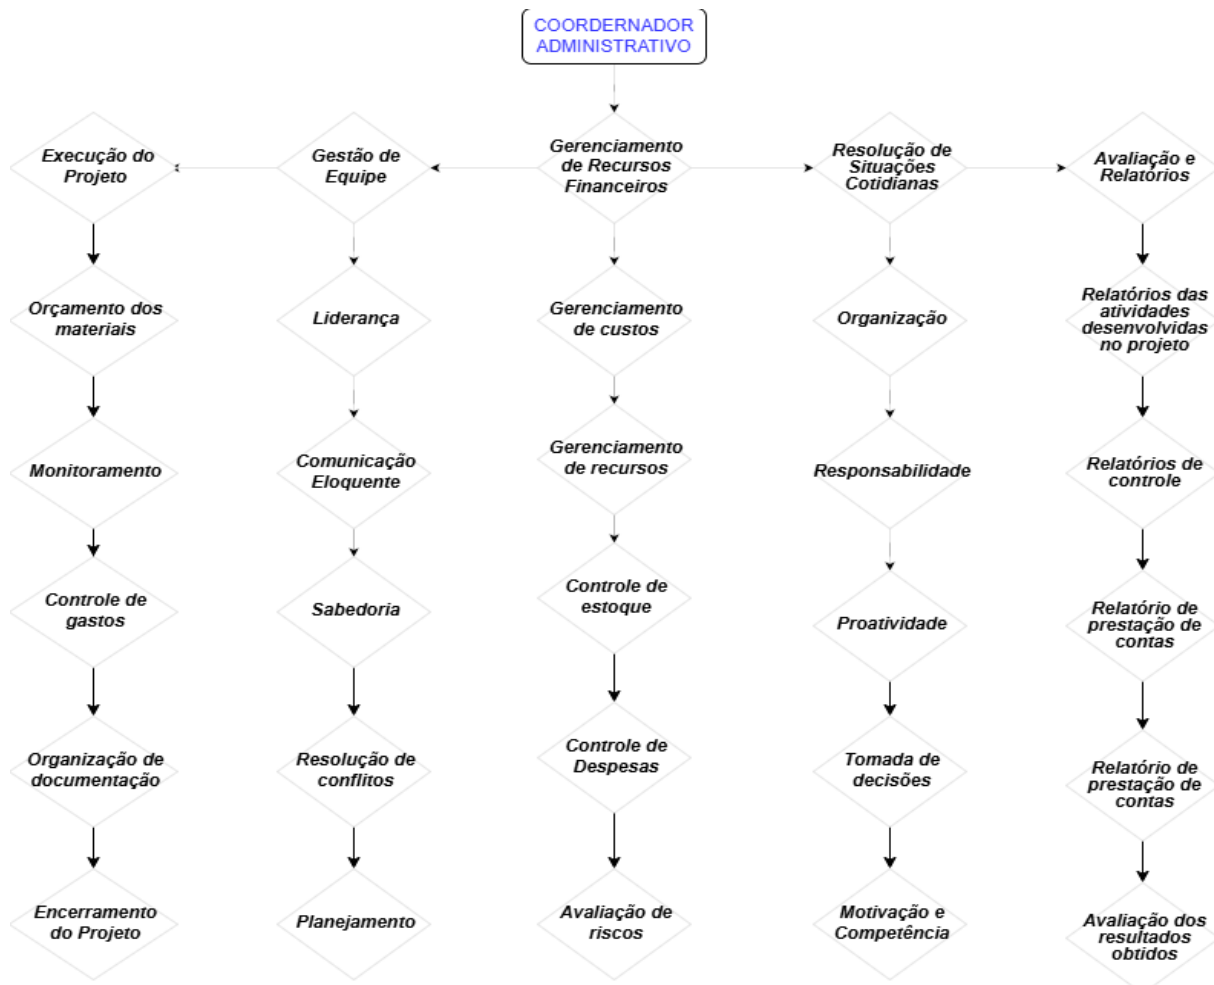 COORDERNADOR
ADMINISTRATIVO
Execução do
Projeto
Gestão de
Equipe
Gerenciamento
de Recursos
Financeiros
Resolução de
Situações
Cotidianas
Avaliação e
Relatórios
Orçamento dos
materiais
Liderança
Gerenciamento
de custos
Organização
Relatórios das
atividades
desenvolvidas
no projeto
Monitoramento
Comunicação
Eloquente
Gerenciamento
de recursos
Responsabilidade
Relatórios de
controle
Controle de
gastos
Sabedoria
Controle de
estoque
Proatividade
Relatório de
prestação de
contas
Organização de
documentação
Resolução de
conflitos
Controle de
Despesas
Tomada de
decisões
Relatório de
prestação de
contas
Encerramento
do Projeto
Planejamento
Avaliação de
riscos
Motivação e
Competência
Avaliação dos
resultados
obtidos